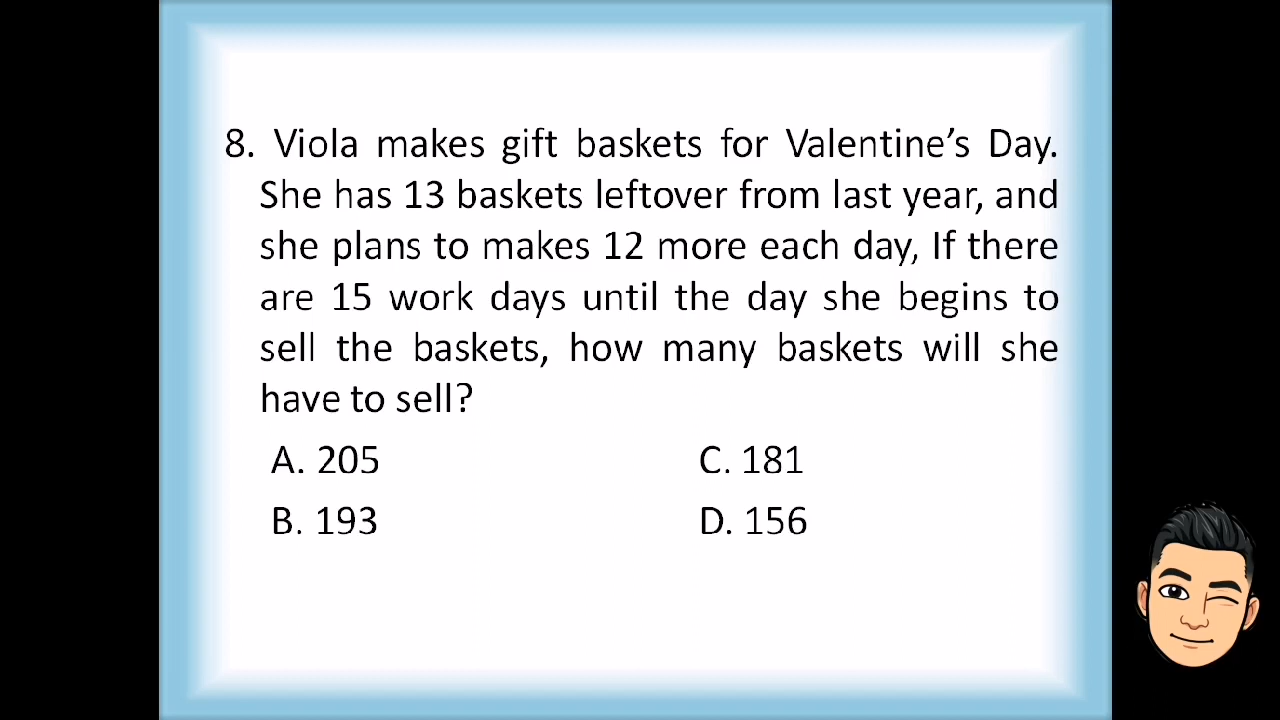 8. Viola makes gift baskets for Valentine’s Day.
She has 13 baskets leftover from last year, and
she plans to makes 12 more each day, If there
are 15 work days until the day she begins to
sell the baskets, how many baskets will she
have to sell?
A. 205 C. 181
B. 193 D. 156